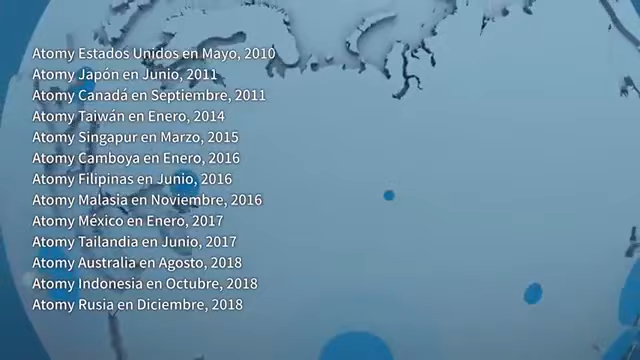 Atomy Estados Unidos en Mayo, 2010
Atomy Japón en Junio, 2011
Atomy Canadá en Septiembre, 2011
Atomy Taiwán en Enero, 2014
Atomy Singapur en Marzo, 2015
Atomy Camboya en Enero, 2016
Atomy Filipinas en Junio, 2016
Atomy Malasia en Noviembre, 2016
Atomy México en Enero, 2017
Atomy Tailandia en Junio, 2017
Atomy Australia en Agosto, 2018
Atomy Indonesia en Octubre, 2018
Atomy Rusia en Diciembre, 2018